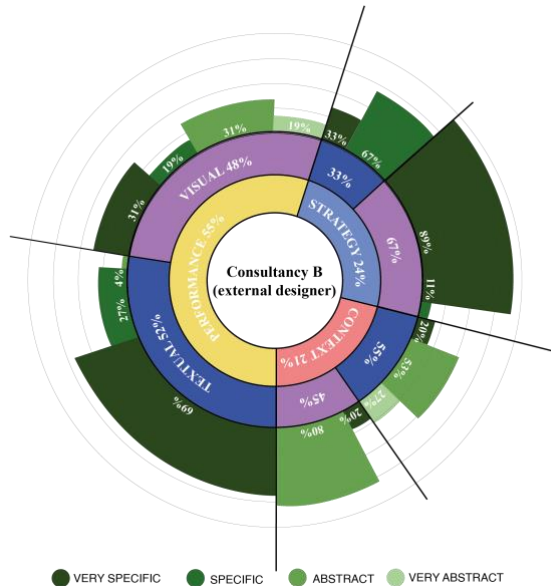 Consultancy B
(external designer)
PERFORMANCE 55%
STRATEGY 24%
CONTEXT 21%
VISUAL 48%
TEXTUAL 52%
33%
67%
55%
45%
31%
19%
31%
19%
33%
67%
89%
11%
20%
53%
27%
20%
80%
69%
27%
4%
VERY SPECIFIC
SPECIFIC
ABSTRACT
VERY ABSTRACT